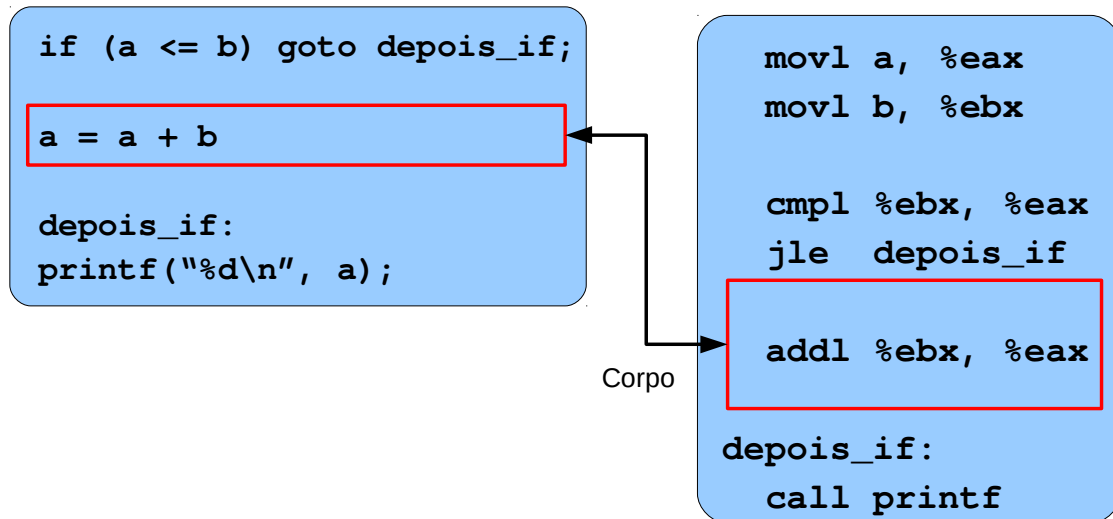 if (a <= b) goto depois_if;
a = a + b
depois_if:
printf(“%d\n”, a);
Corpo
movl a, %eax
movl b, %ebx
cmpl %ebx, %eax
jle depois_if
addl %ebx, %eax
depois_if:
call printf